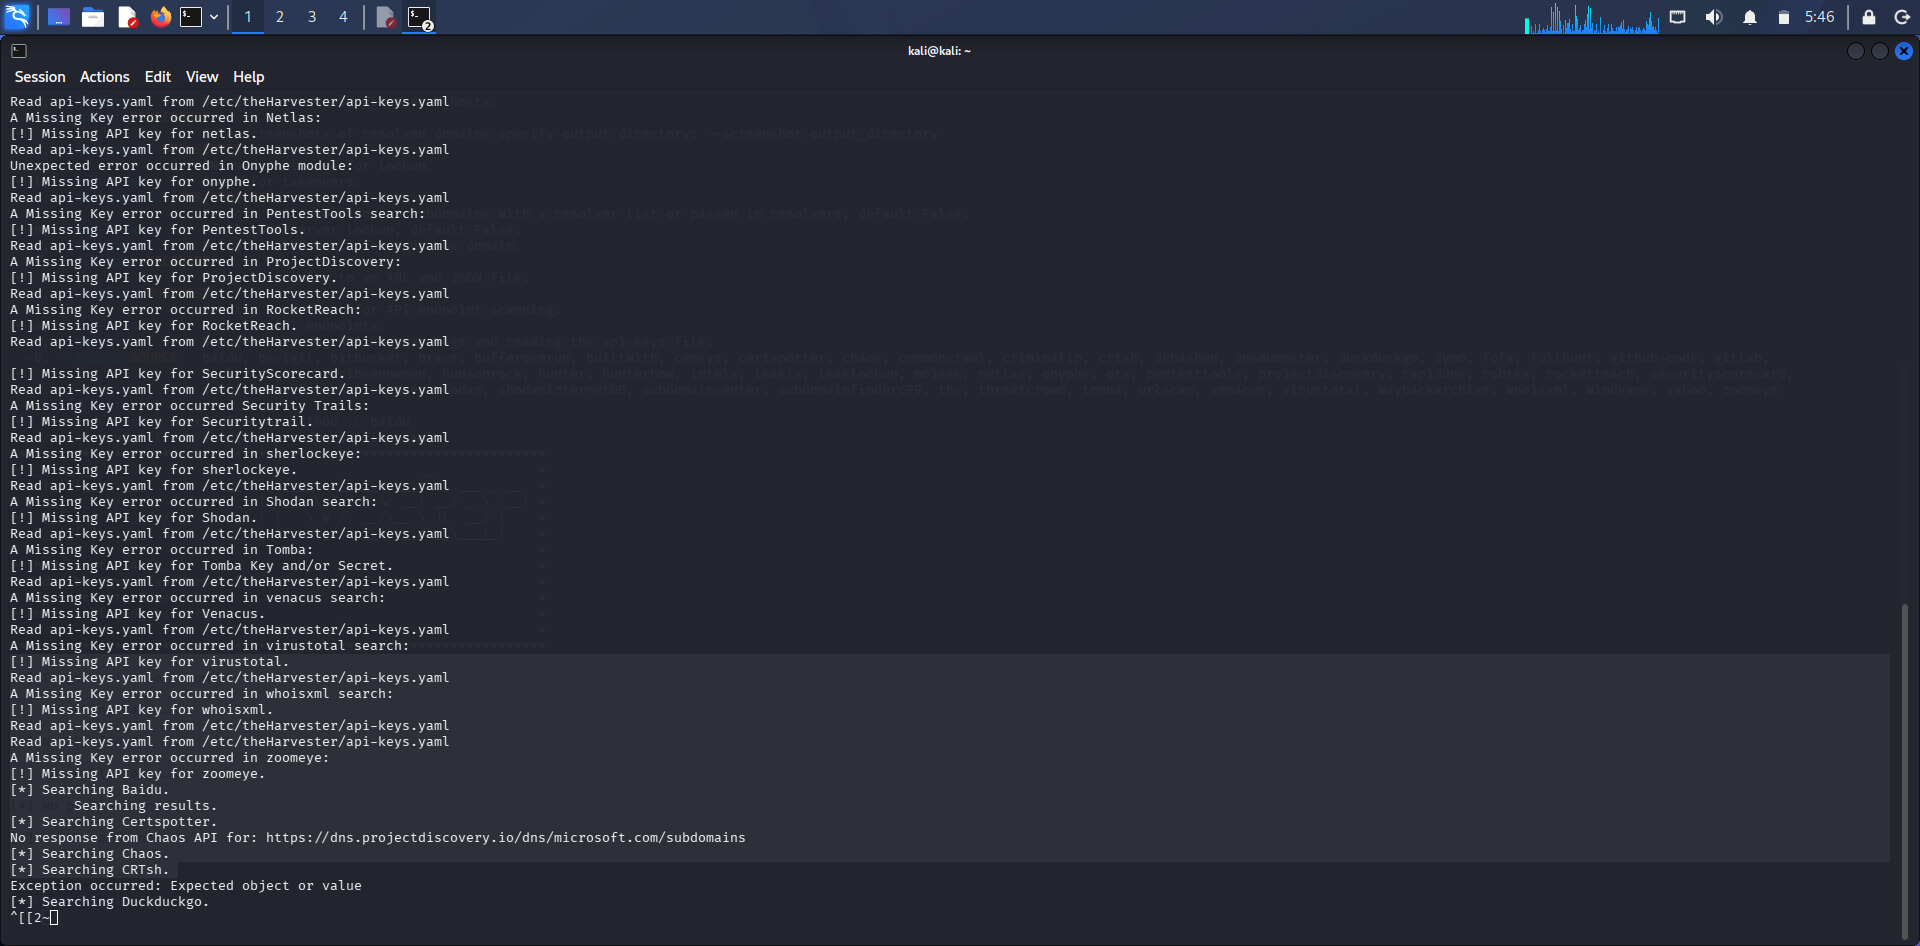 1 2 3 4
2
5:46
kali@kali: ~
Session Actions Edit View Help
Read api-keys.yaml from /etc/theHarvester/api-keys.yaml
A Missing Key error occurred in Netlas:
[!] Missing API key for netlas.
Read api-keys.yaml from /etc/theHarvester/api-keys.yaml
Unexpected error occurred in Onyphe module:
[!] Missing API key for onyphe.
Read api-keys.yaml from /etc/theHarvester/api-keys.yaml
A Missing Key error occurred in PentestTools search:
[!] Missing API key for PentestTools.
Read api-keys.yaml from /etc/theHarvester/api-keys.yaml
A Missing Key error occurred in ProjectDiscovery:
[!] Missing API key for ProjectDiscovery.
Read api-keys.yaml from /etc/theHarvester/api-keys.yaml
A Missing Key error occurred in RocketReach:
[!] Missing API key for RocketReach.
Read api-keys.yaml from /etc/theHarvester/api-keys.yaml
[!] Missing API key for SecurityScorecard.
Read api-keys.yaml from /etc/theHarvester/api-keys.yaml
A Missing Key error occurred Security Trails:
[!] Missing API key for Securitytrail.
Read api-keys.yaml from /etc/theHarvester/api-keys.yaml
A Missing Key error occurred in sherlockeye:
[!] Missing API key for sherlockeye.
Read api-keys.yaml from /etc/theHarvester/api-keys.yaml
A Missing Key error occurred in Shodan search:
[!] Missing API key for Shodan.
Read api-keys.yaml from /etc/theHarvester/api-keys.yaml
A Missing Key error occurred in Tomba:
[!] Missing API key for Tomba Key and/or Secret.
Read api-keys.yaml from /etc/theHarvester/api-keys.yaml
A Missing Key error occurred in venacus search:
[!] Missing API key for Venacus.
Read api-keys.yaml from /etc/theHarvester/api-keys.yaml
A Missing Key error occurred in virustotal search:
[!] Missing API key for virustotal.
Read api-keys.yaml from /etc/theHarvester/api-keys.yaml
A Missing Key error occurred in whoisxml search:
[!] Missing API key for whoisxml.
Read api-keys.yaml from /etc/theHarvester/api-keys.yaml
Read api-keys.yaml from /etc/theHarvester/api-keys.yaml
A Missing Key error occurred in zoomeye:
[!] Missing API key for zoomeye.
[*] Searching Baidu.
Searching results.
[*] Searching Certspotter.
No response from Chaos API for: https://dns.projectdiscovery.io/dns/microsoft.com/subdomains
[*] Searching Chaos.
[*] Searching CRTsh.
Exception occurred: Expected object or value
[*] Searching Duckduckgo.
^[[2~